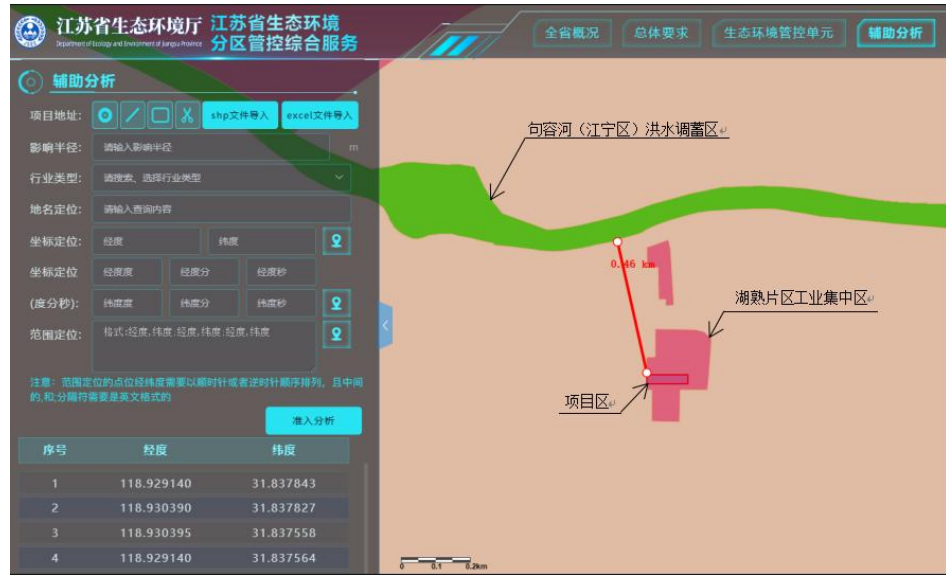 江苏省生态环境厅
Department of Ecology and Environment of Jiangsu Province
江苏省生态环境
分区管控综合服务
全省概况 总体要求 生态环境管控单元 辅助分析
辅助分析
项目地址: shp文件导入 excel文件导入
影响半径: 请输入影响半径 m
行业类型: 请搜索、选择行业类型
地名定位: 请输入查询内容
坐标定位: 经度 纬度
坐标定位 经度度 经度分 经度秒
(度分秒): 纬度度 纬度分 纬度秒
范围定位: 格式:经度,纬度;经度,纬度;经度,纬度
注意：范围定位的点位经纬度需要以顺时针或者逆时针顺序排列，且中间
的,和;分隔符需要是英文格式的
准入分析
序号 经度 纬度
1 118.929140 31.837843
2 118.930390 31.837827
3 118.930395 31.837558
4 118.929140 31.837564
句容河（江宁区）洪水调蓄区
0.46 km
湖熟片区工业集中区
项目区
0 0.1 0.2km